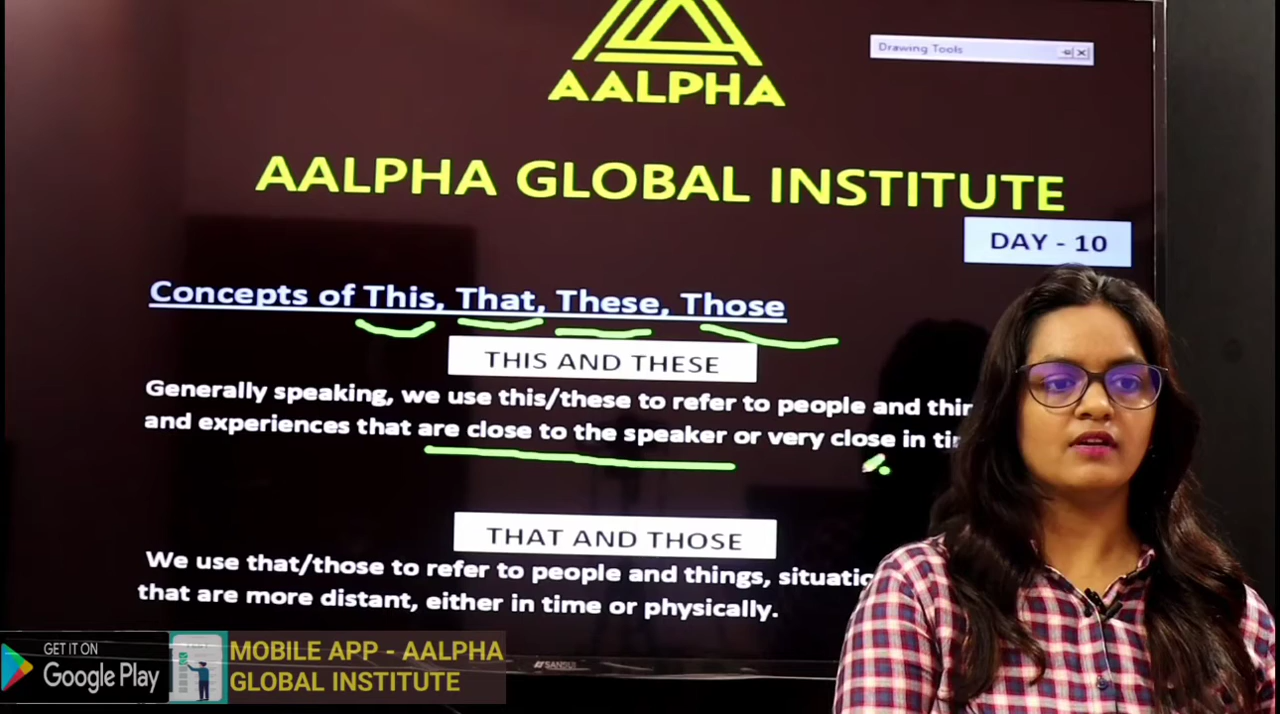 Drawing Tools
AALPHA
AALPHA GLOBAL INSTITUTE
DAY - 10
Concepts of This, That, These, Those
THIS AND THESE
Generally speaking, we use this/these to refer to people and
and experiences that are close to the speaker or very close in
THAT AND THOSE
We use that/those to refer to people and things,
that are more distant, either in time or physically.
SANSUI
GET IT ON
Google Play
MOBILE APP - AALPHA
GLOBAL INSTITUTE